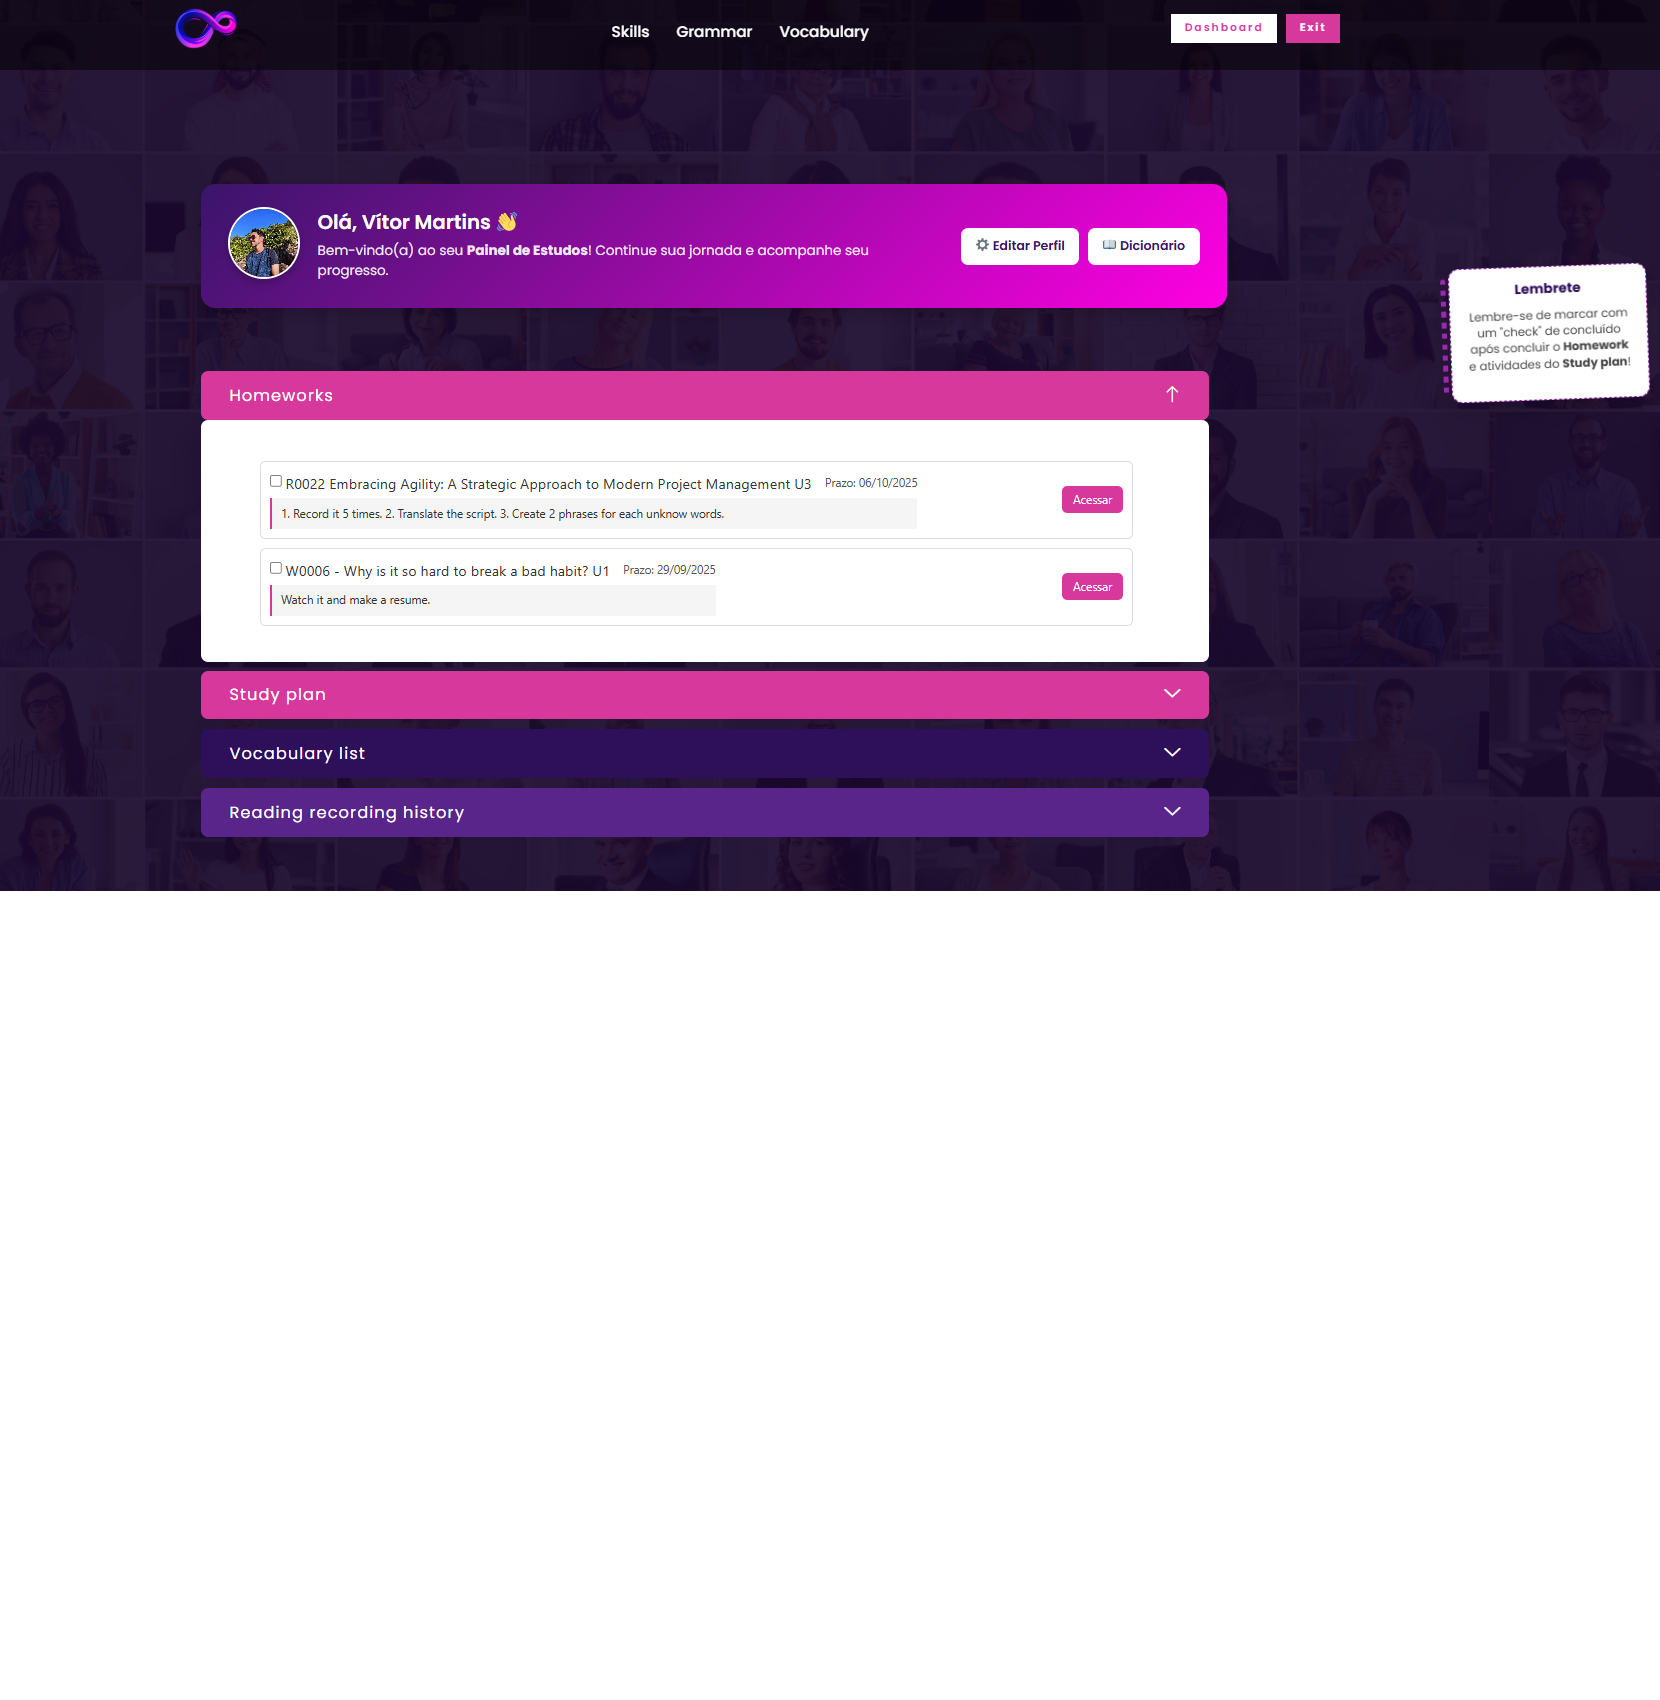 Skills Grammar Vocabulary
Dashboard Exit
Olá, Vítor Martins 👋
Bem-vindo(a) ao seu Painel de Estudos! Continue sua jornada e acompanhe seu
progresso.
⚙️ Editar Perfil
📖 Dicionário
Lembrete
Lembre-se de marcar com
um "check" de concluído
após concluir o Homework
e atividades do Study plan!
Homeworks
R0022 Embracing Agility: A Strategic Approach to Modern Project Management U3 Prazo: 06/10/2025
1. Record it 5 times. 2. Translate the script. 3. Create 2 phrases for each unknow words.
Acessar
W0006 - Why is it so hard to break a bad habit? U1 Prazo: 29/09/2025
Watch it and make a resume.
Acessar
Study plan
Vocabulary list
Reading recording history